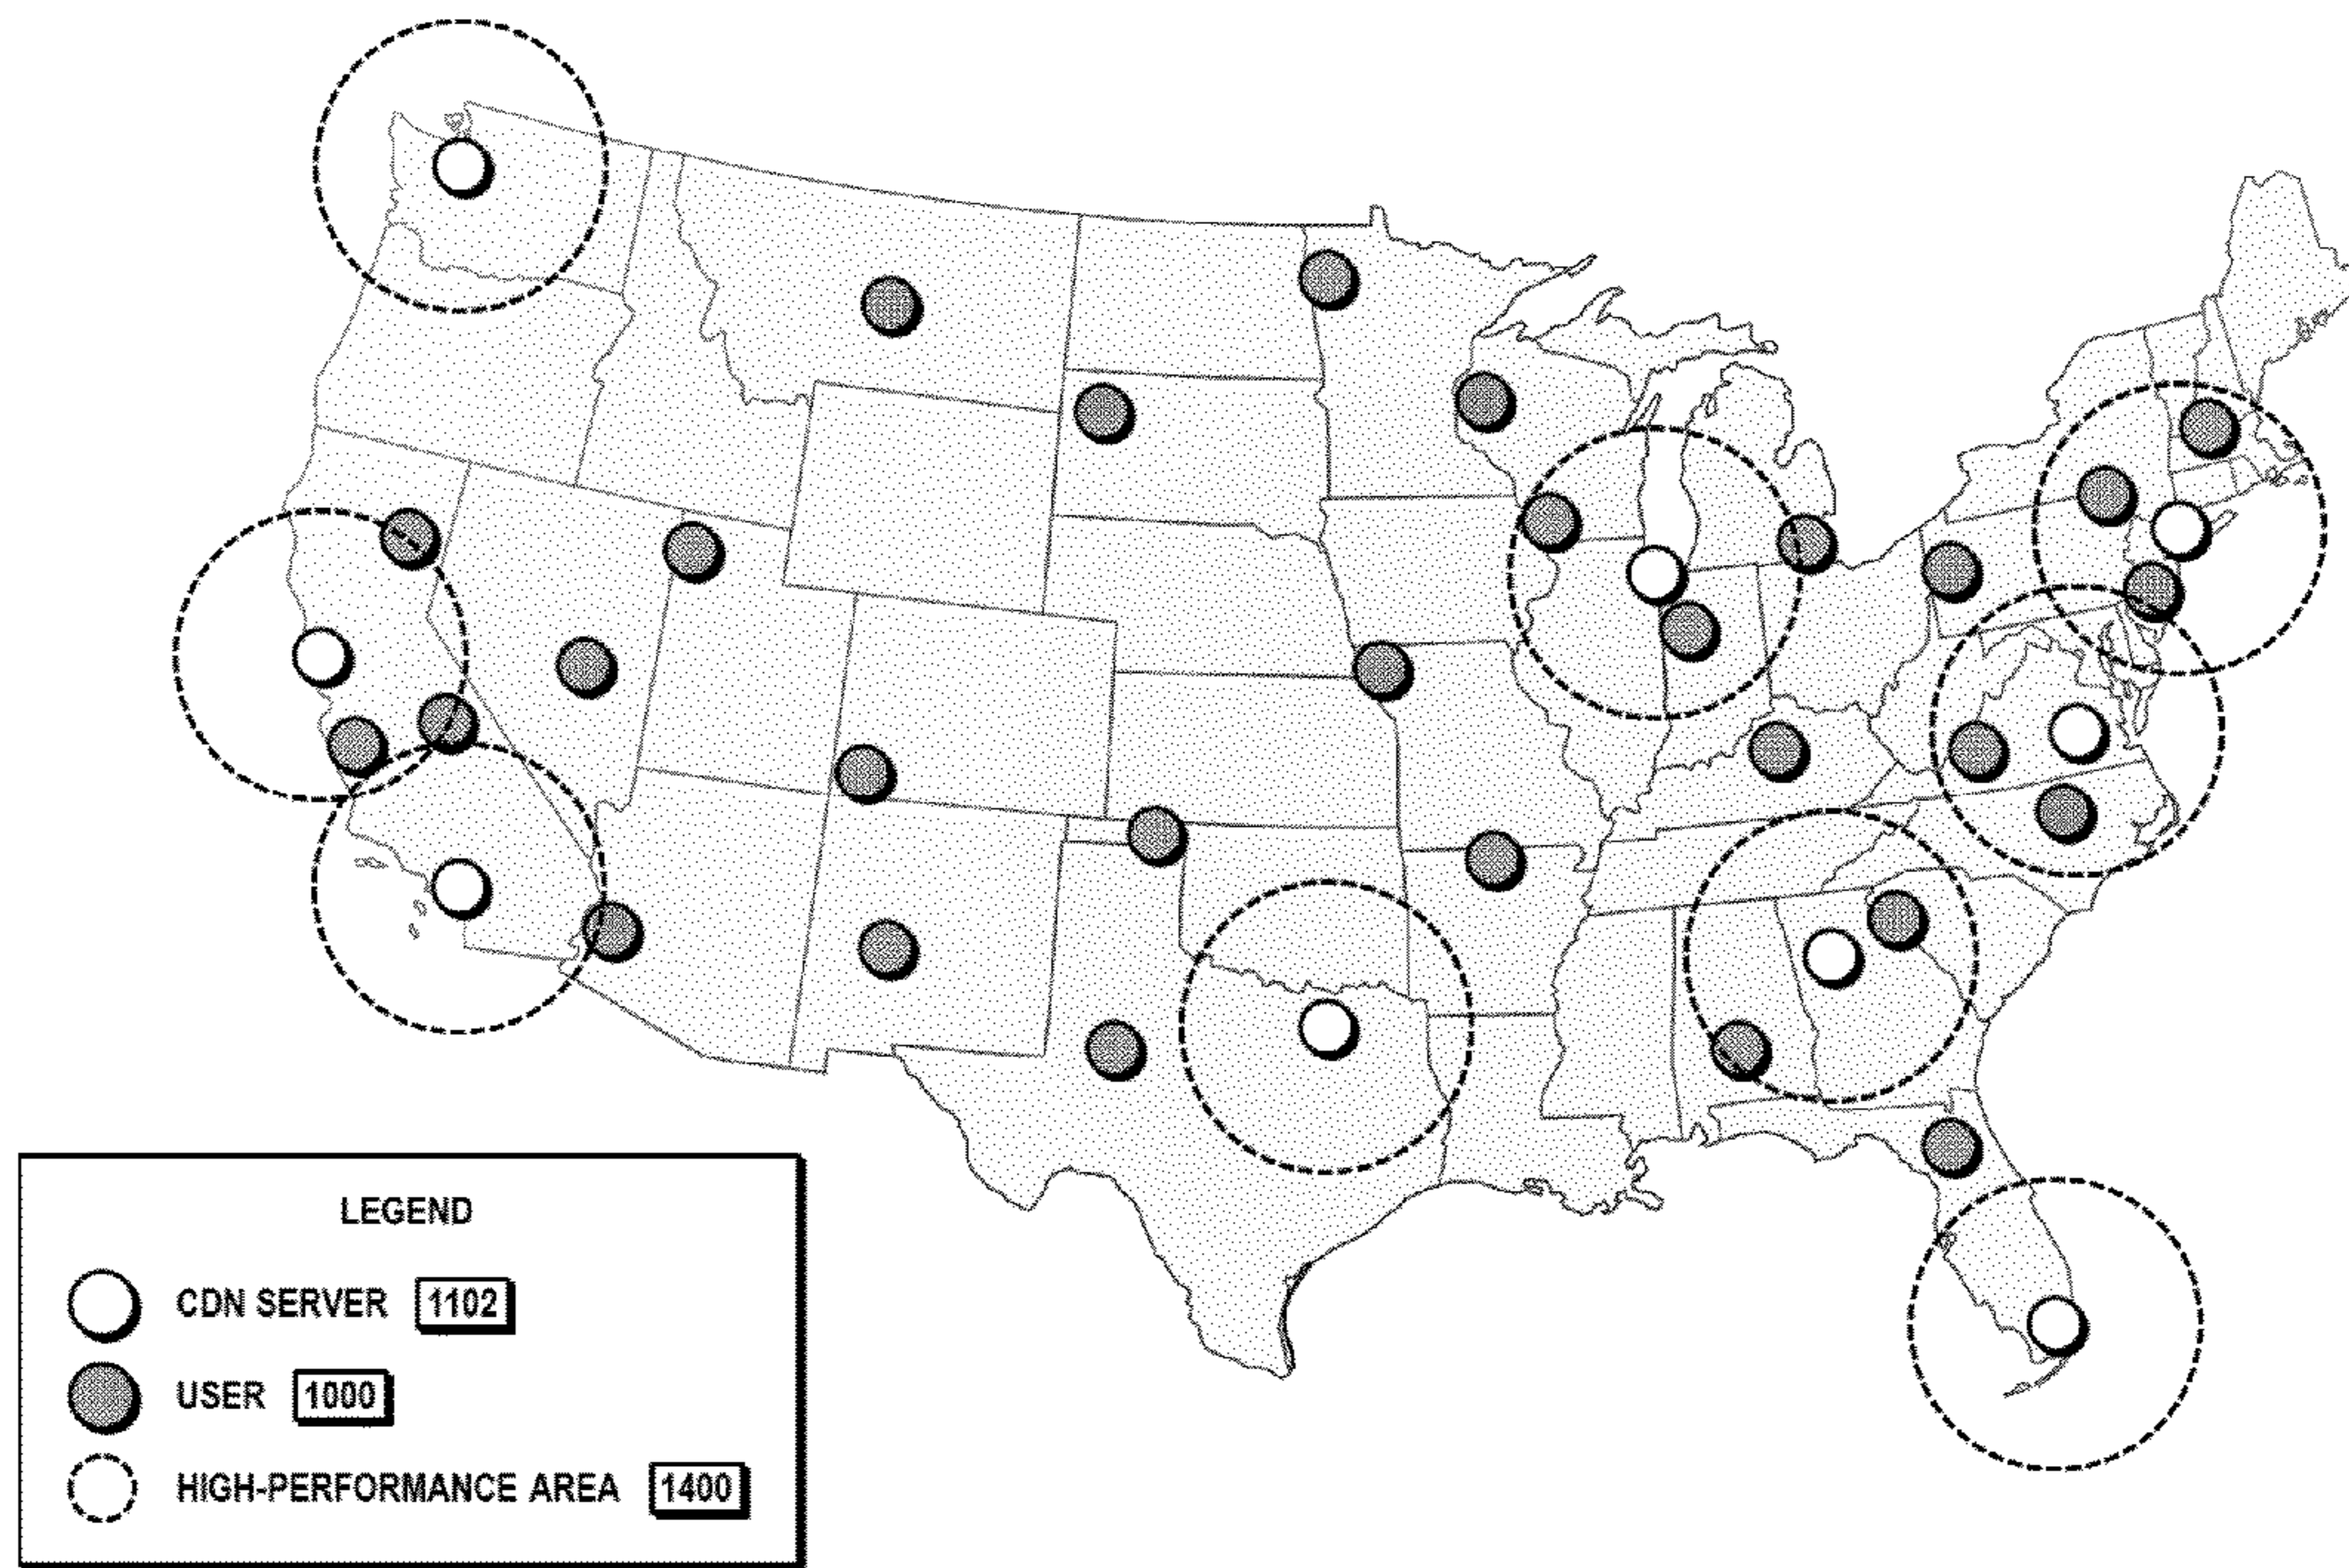 LEGEND
CDN SERVER 1102
USER 1000
HIGH-PERFORMANCE AREA 1400